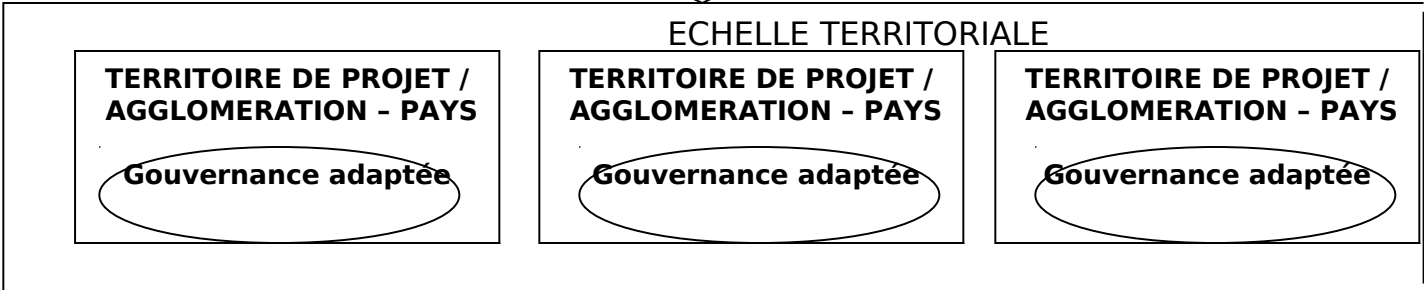 ECHELLE TERRITORIALE
TERRITOIRE DE PROJET /
AGGLOMERATION – PAYS
Gouvernance adaptée
TERRITOIRE DE PROJET /
AGGLOMERATION – PAYS
Gouvernance adaptée
TERRITOIRE DE PROJET /
AGGLOMERATION – PAYS
Gouvernance adaptée